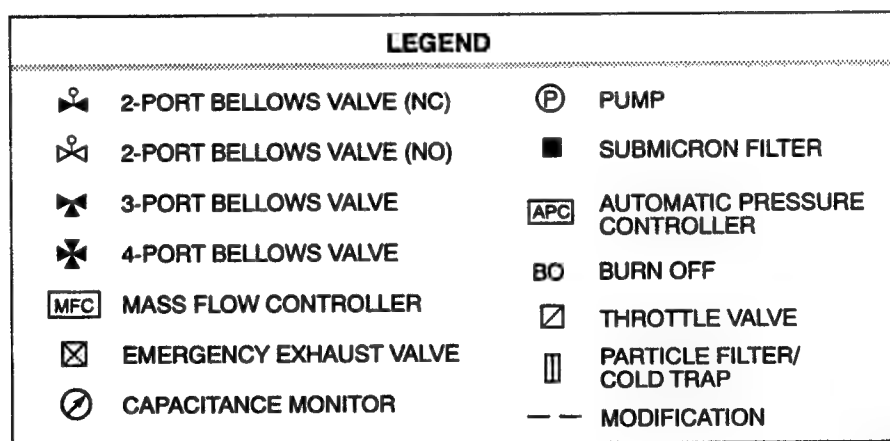 LEGEND
2-PORT BELLOWS VALVE (NC)
2-PORT BELLOWS VALVE (NO)
3-PORT BELLOWS VALVE
4-PORT BELLOWS VALVE
MFC MASS FLOW CONTROLLER
EMERGENCY EXHAUST VALVE
CAPACITANCE MONITOR
P PUMP
SUBMICRON FILTER
APC AUTOMATIC PRESSURE
CONTROLLER
BO BURN OFF
THROTTLE VALVE
PARTICLE FILTER/
COLD TRAP
MODIFICATION